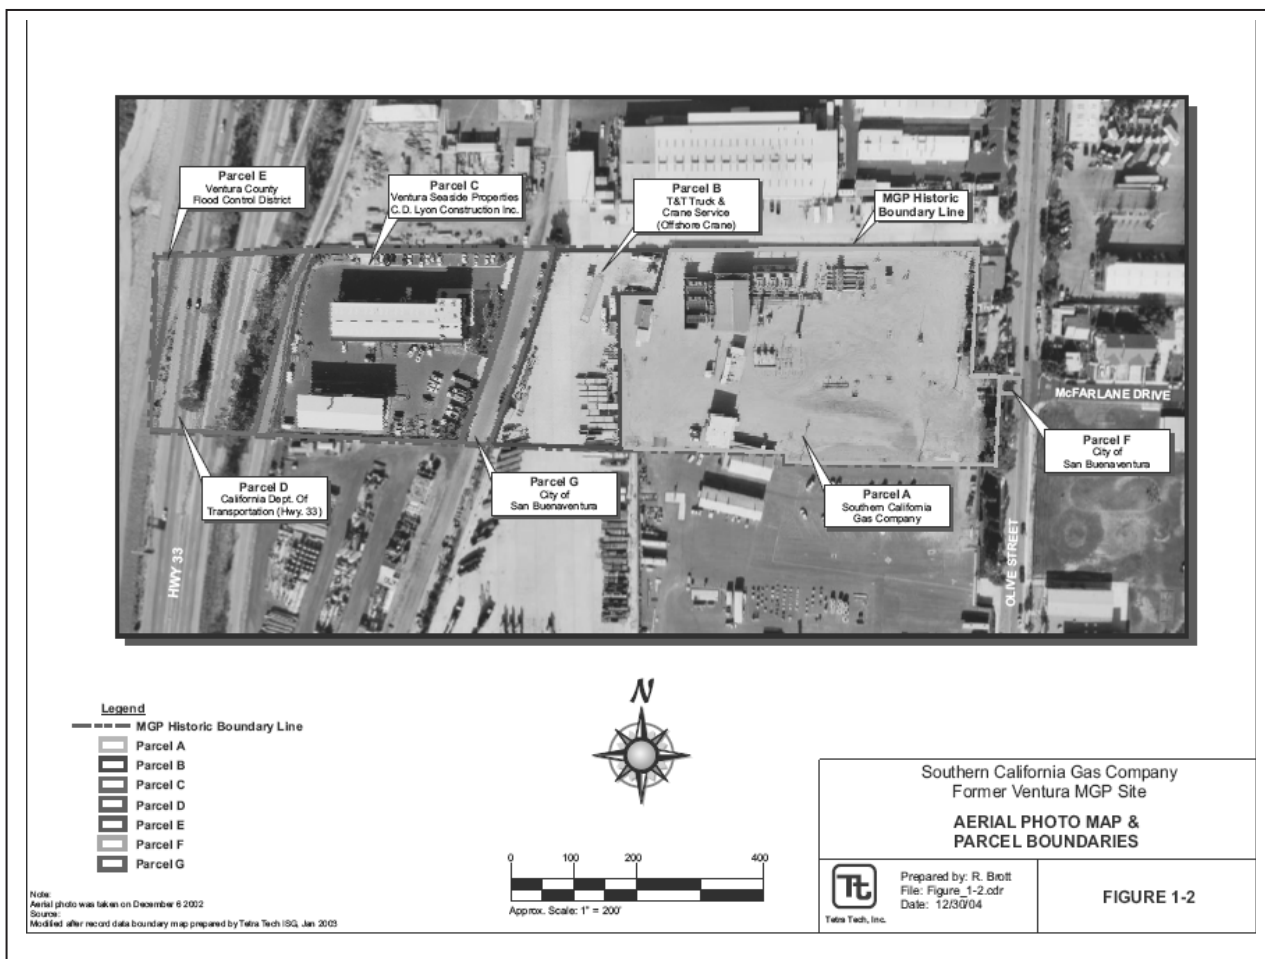 Parcel E
Ventura County
Flood Control District
Parcel C
Ventura Seaside Properties
C.D. Lyon Construction Inc.
Parcel B
T&T Truck &
Crane Service
(Offshore Crane)
MGP Historic
Boundary Line
McFARLANE DRIVE
Parcel F
City of
San Buenaventura
Parcel D
California Dept. Of
Transportation (Hwy. 33)
Parcel G
City of
San Buenaventura
Parcel A
Southern California
Gas Company
HWY 33
OLIVE STREET
N
Legend
MGP Historic Boundary Line
Parcel A
Parcel B
Parcel C
Parcel D
Parcel E
Parcel F
Parcel G
0 100 200 400
Approx. Scale: 1" = 200'
Note:
Aerial photo was taken on December 6 2002
Source:
Modified after record data boundary map prepared by Tetra Tech ISG, Jan 2003
Southern California Gas Company
Former Ventura MGP Site
AERIAL PHOTO MAP &
PARCEL BOUNDARIES
Tt
Tetra Tech, Inc.
Prepared by: R. Brott
File: Figure_1-2.cdr
Date: 12/30/04
FIGURE 1-2